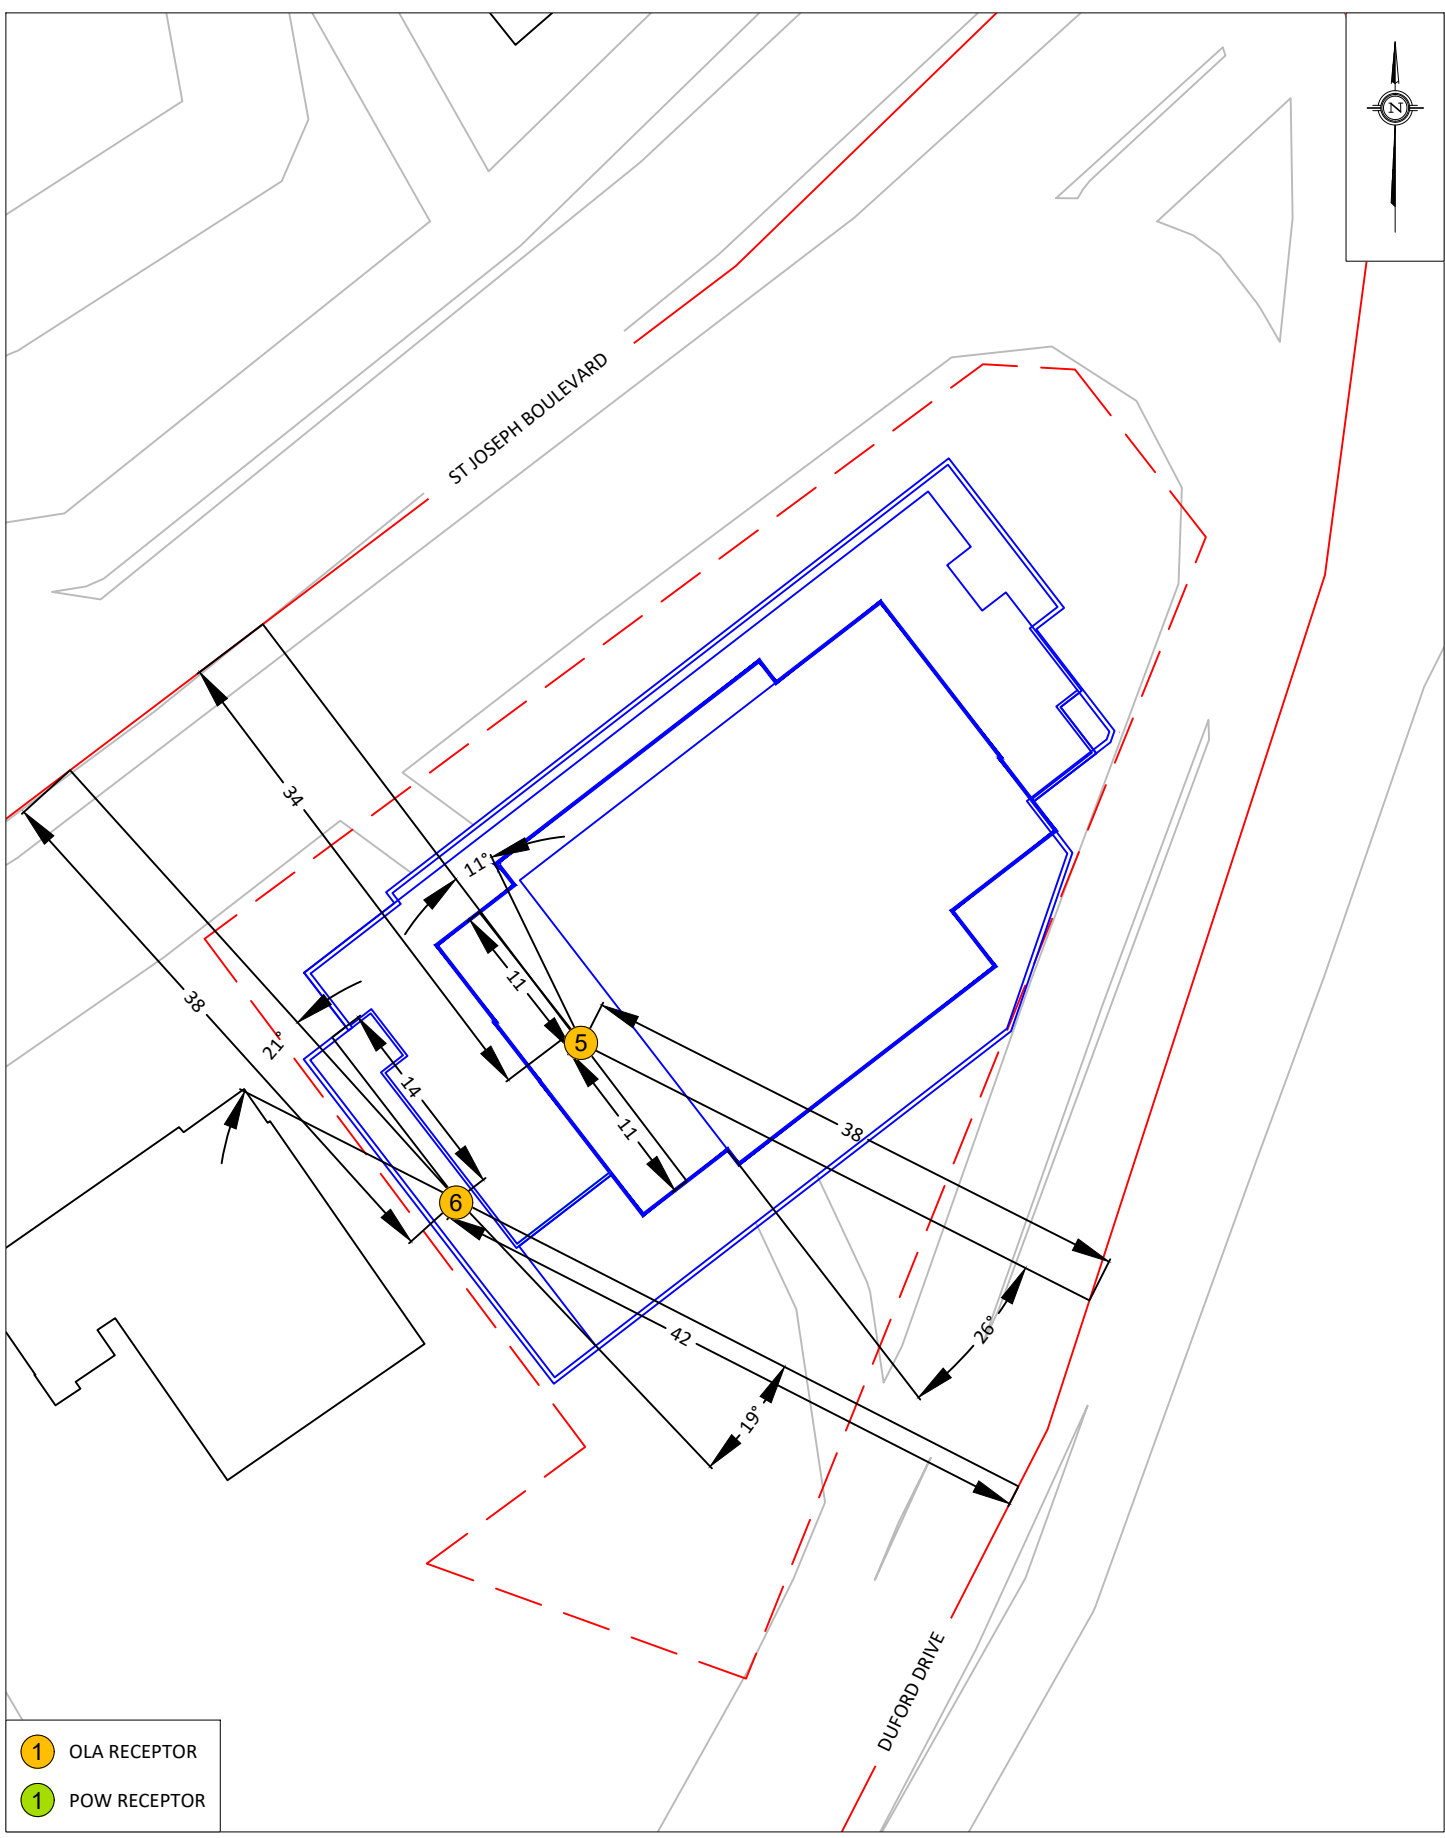 N
ST JOSEPH BOULEVARD
34
11°
38
11
21°
5
14
11
38
6
26°
42
19°
DUFORD DRIVE
1 OLA RECEPTOR
1 POW RECEPTOR